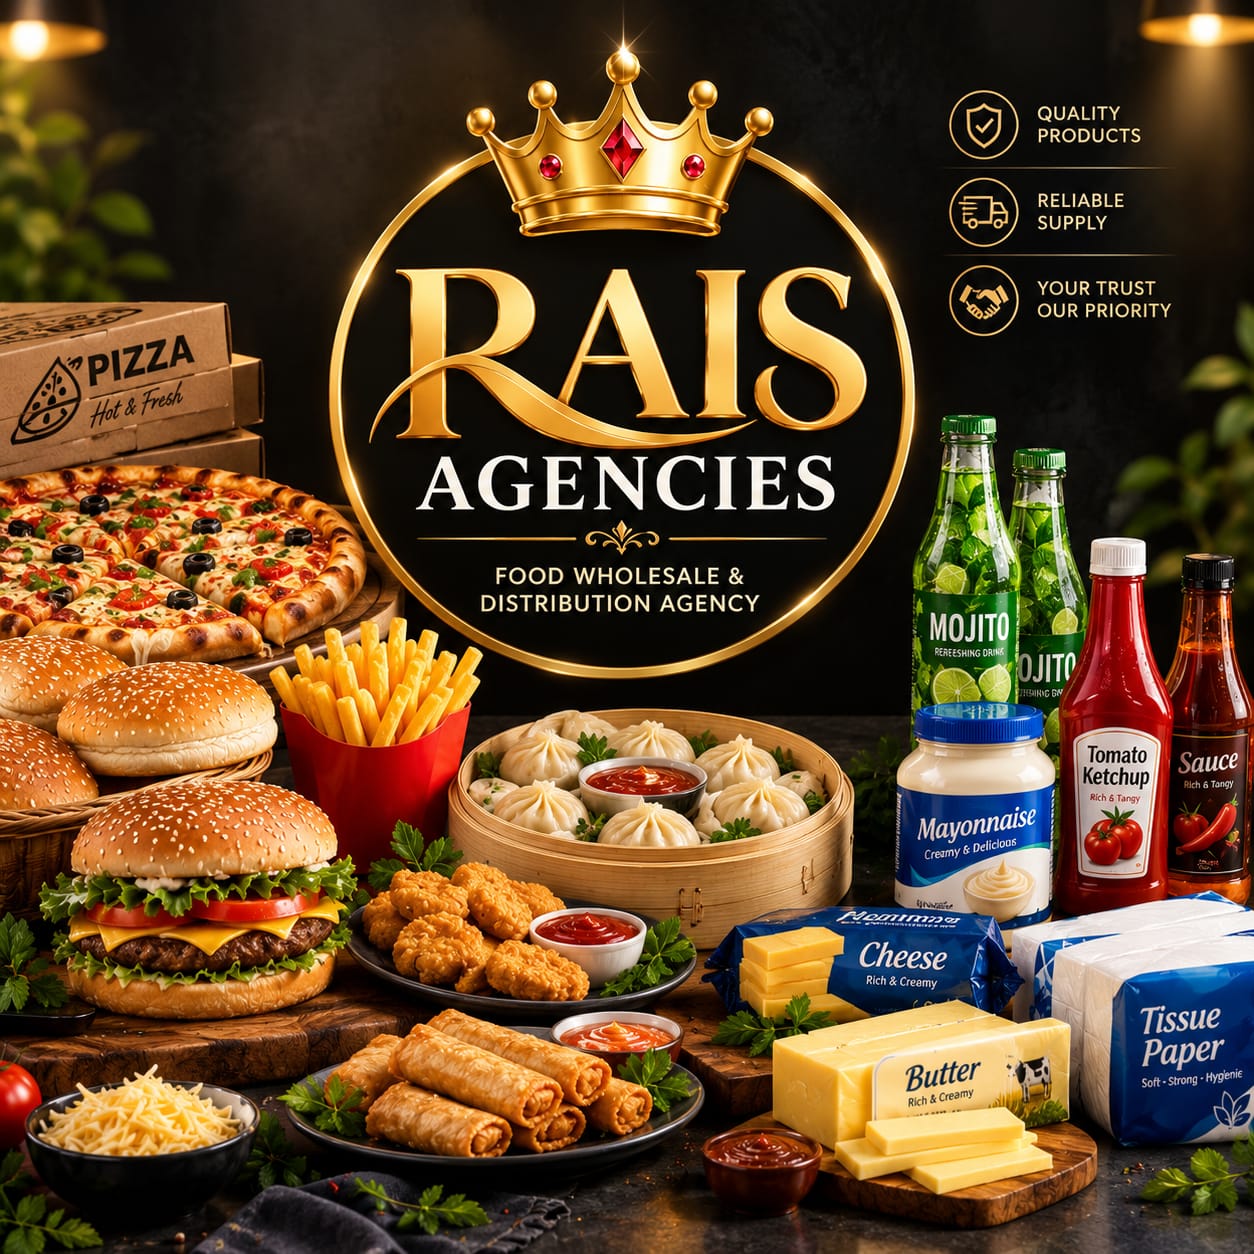 RAIS
AGENCIES
FOOD WHOLESALE &
DISTRIBUTION AGENCY
QUALITY
PRODUCTS
RELIABLE
SUPPLY
YOUR TRUST
OUR PRIORITY
PIZZA
Hot & Fresh
MOJITO
REFRESHING DRINK
OJITO
Mayonnaise
Creamy & Delicious
Tomato
Ketchup
Rich & Tangy
Sauce
Rich & Tangy
Cheese
Rich & Creamy
Butter
Rich & Creamy
Tissue
Paper
Soft • Strong • Hygienic